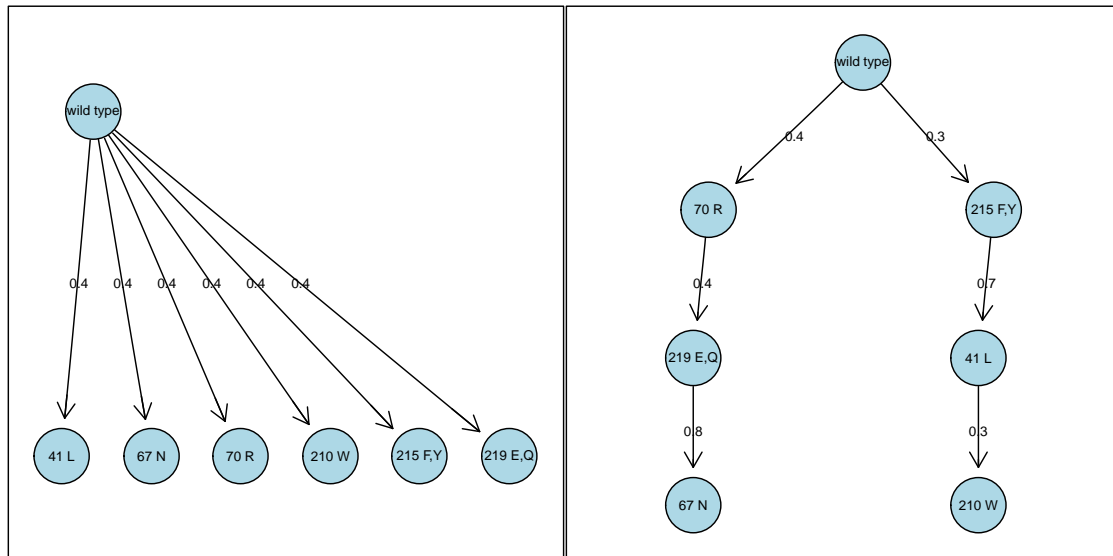 wild type
0.4 0.4 0.4 0.4 0.4 0.4
41 L 67 N 70 R 210 W 215 F,Y 219 E,Q
wild type
0.4 0.3
70 R 215 F,Y
0.4 0.7
219 E,Q 41 L
0.8 0.3
67 N 210 W